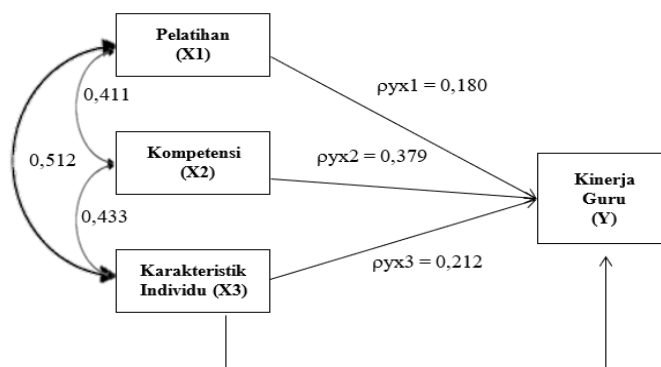 Pelatihan
(X1)
ρyx1 = 0,180
0,411
Kompetensi
(X2)
ρyx2 = 0,379
0,512
Kinerja
Guru
(Y)
0,433
Karakteristik
Individu (X3)
ρyx3 = 0,212